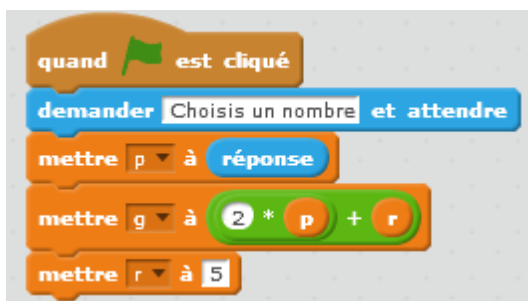 quand est cliqué
demander Choisis un nombre et attendre
mettre p à réponse
mettre g à 2 * p + r
mettre r à 5